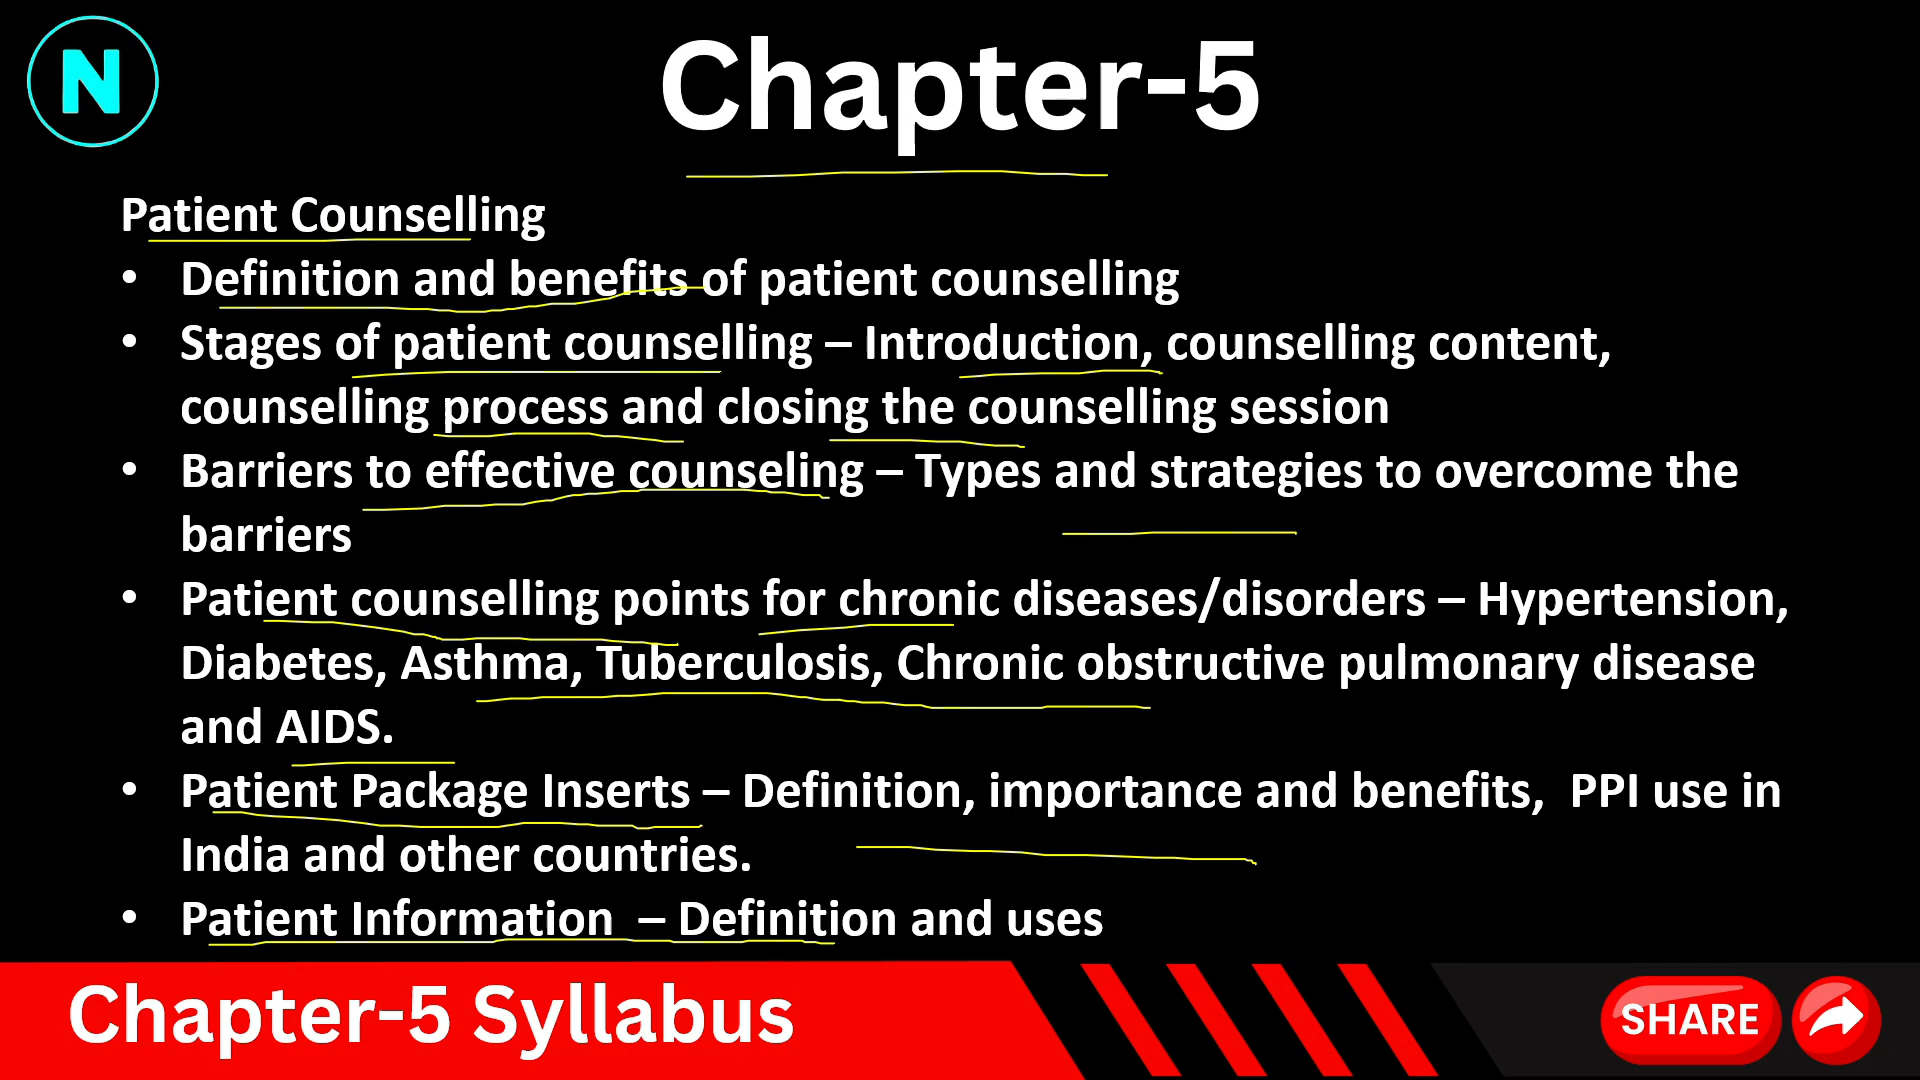 N
Chapter-5
Patient Counselling
• Definition and benefits of patient counselling
• Stages of patient counselling – Introduction, counselling content,
counselling process and closing the counselling session
• Barriers to effective counseling – Types and strategies to overcome the
barriers
• Patient counselling points for chronic diseases/disorders – Hypertension,
Diabetes, Asthma, Tuberculosis, Chronic obstructive pulmonary disease
and AIDS.
• Patient Package Inserts – Definition, importance and benefits,  PPI use in
India and other countries.
• Patient Information  – Definition and uses
Chapter-5 Syllabus
SHARE